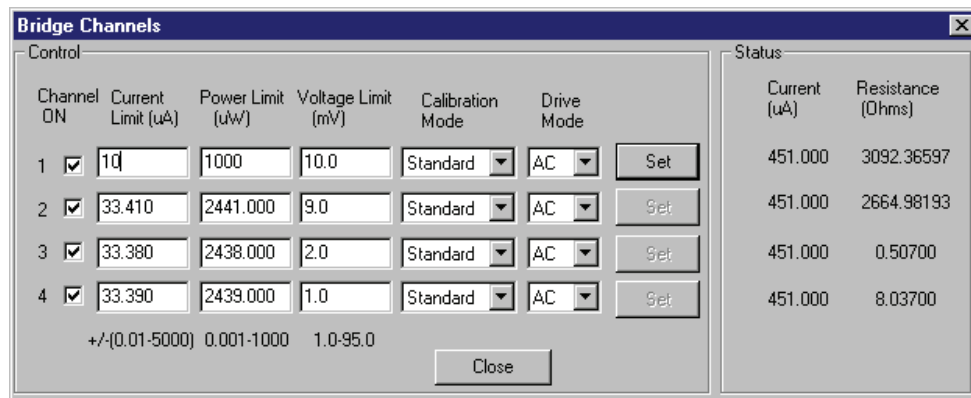 Bridge Channels
Control
Status
Channel ON Current Limit (uA) Power Limit (uW) Voltage Limit (mV) Calibration Mode Drive Mode Current (uA) Resistance (Ohms)
1 10 1000 10.0 Standard AC Set 451.000 3092.36597
2 33.410 2441.000 9.0 Standard AC Set 451.000 2664.98193
3 33.380 2438.000 2.0 Standard AC Set 451.000 0.50700
4 33.390 2439.000 1.0 Standard AC Set 451.000 8.03700
+/-(0.01-5000) 0.001-1000 1.0-95.0
Close